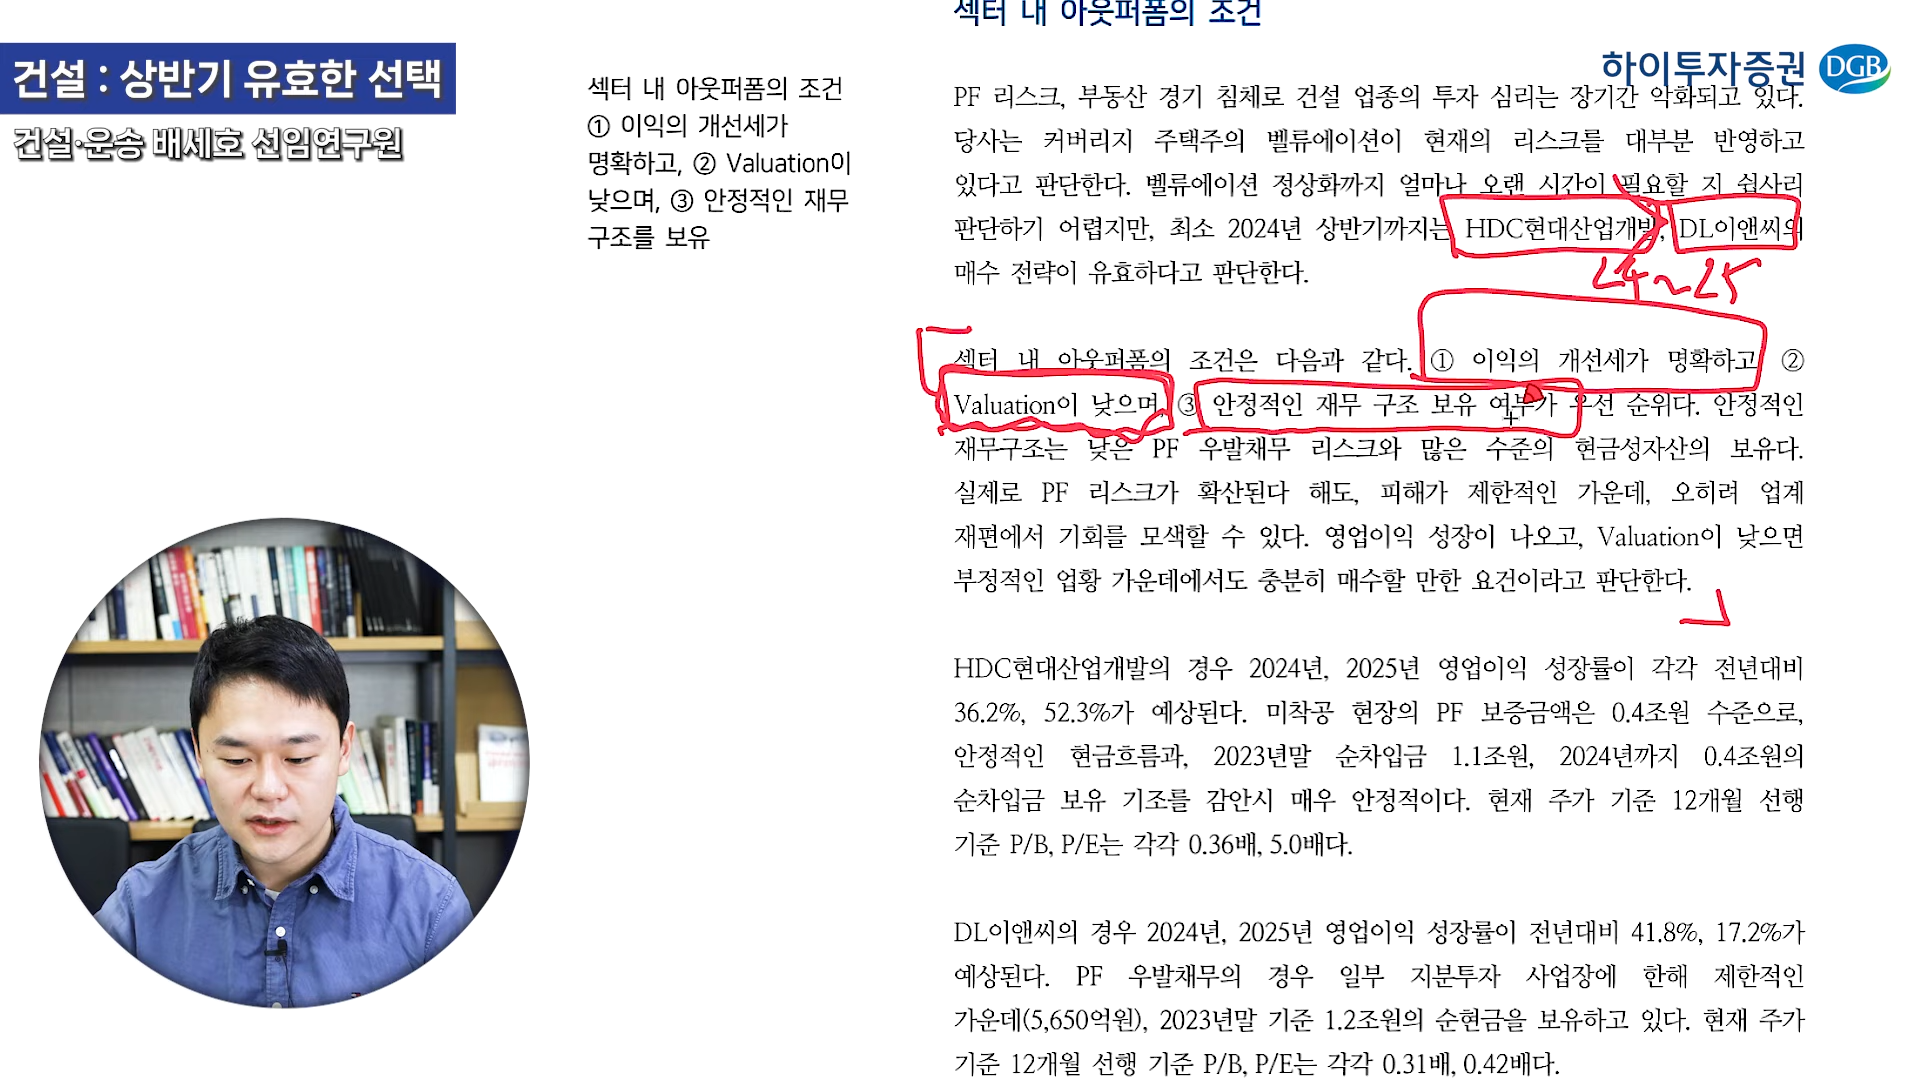 섹터 내 아웃퍼폼의 조건
건설 : 상반기 유효한 선택
건설·운송 배세호 선임연구원
하이투자증권 DGB
섹터 내 아웃퍼폼의 조건
① 이익의 개선세가
명확하고, ② Valuation이
낮으며, ③ 안정적인 재무
구조를 보유
PF 리스크, 부동산 경기 침체로 건설 업종의 투자 심리는 장기간 악화되고 있다.
당사는 커버리지 주택주의 벨류에이션이 현재의 리스크를 대부분 반영하고
있다고 판단한다. 벨류에이션 정상화까지 얼마나 오랜 시간이 필요할 지 쉽사리
판단하기 어렵지만, 최소 2024년 상반기까지는 HDC현대산업개발, DL이앤씨의
매수 전략이 유효하다고 판단한다.
24~25
섹터 내 아웃퍼폼의 조건은 다음과 같다. ① 이익의 개선세가 명확하고 ②
Valuation이 낮으며, ③ 안정적인 재무 구조 보유 여부가 우선 순위다. 안정적인
재무구조는 낮은 PF 우발채무 리스크와 많은 수준의 현금성자산의 보유다.
실제로 PF 리스크가 확산된다 해도, 피해가 제한적인 가운데, 오히려 업계
재편에서 기회를 모색할 수 있다. 영업이익 성장이 나오고, Valuation이 낮으면
부정적인 업황 가운데에서도 충분히 매수할 만한 요건이라고 판단한다.
HDC현대산업개발의 경우 2024년, 2025년 영업이익 성장률이 각각 전년대비
36.2%, 52.3%가 예상된다. 미착공 현장의 PF 보증금액은 0.4조원 수준으로,
안정적인 현금흐름과, 2023년말 순차입금 1.1조원, 2024년까지 0.4조원의
순차입금 보유 기조를 감안시 매우 안정적이다. 현재 주가 기준 12개월 선행
기준 P/B, P/E는 각각 0.36배, 5.0배다.
DL이앤씨의 경우 2024년, 2025년 영업이익 성장률이 전년대비 41.8%, 17.2%가
예상된다. PF 우발채무의 경우 일부 지분투자 사업장에 한해 제한적인
가운데(5,650억원), 2023년말 기준 1.2조원의 순현금을 보유하고 있다. 현재 주가
기준 12개월 선행 기준 P/B, P/E는 각각 0.31배, 0.42배다.